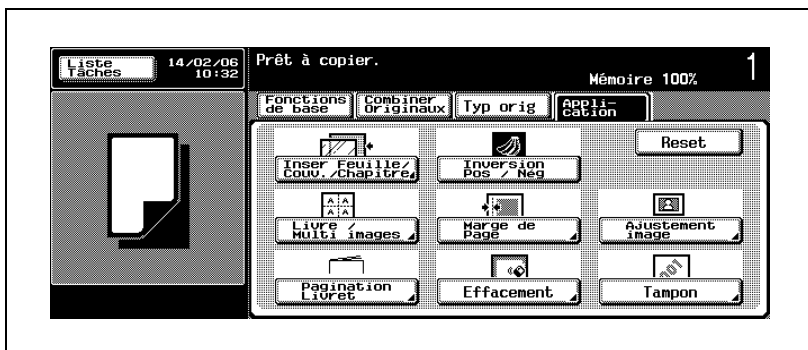 Liste
Tâches
14/02/06
10:32
Prêt à copier.
Mémoire 100%
1
Fonctions
de base
Combiner
Originaux
Typ orig
Appli-
cation
Inser Feuille/
Couv./Chapitre
Inversion
Pos / Nég
Reset
A A
A A
Livre /
Multi images
Marge de
Page
Ajustement
image
Pagination
Livret
Effacement
001
Tampon